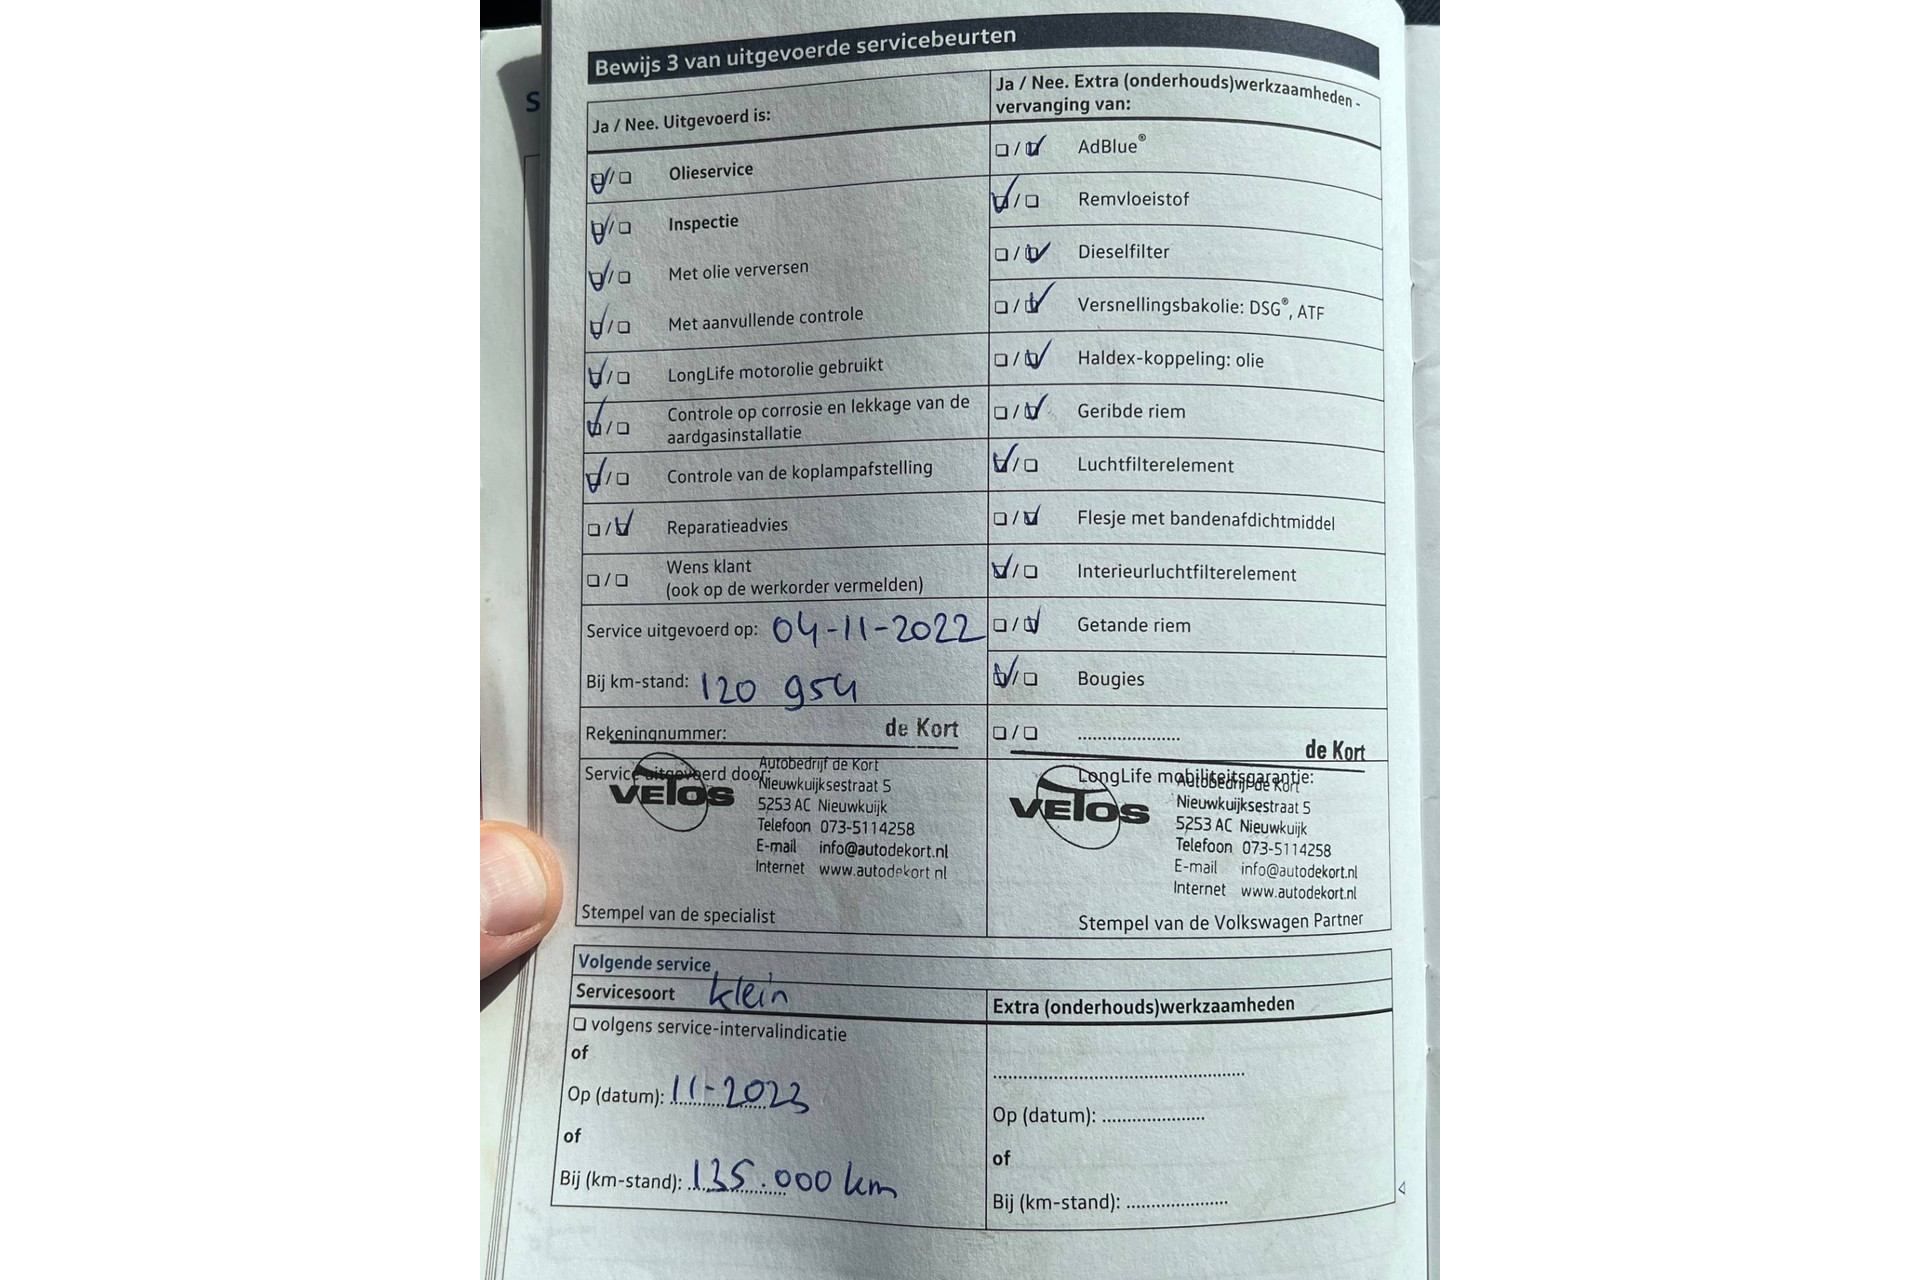 S
Bewijs 3 van uitgevoerde servicebeurten
Ja / Nee. Uitgevoerd is:
Olieservice
Inspectie
Met olie verversen
Met aanvullende controle
LongLife motorolie gebruikt
Controle op corrosie en lekkage van de
aardgasinstallatie
Controle van de koplampafstelling
Reparatieadvies
Wens klant
(ook op de werkorder vermelden)
Service uitgevoerd op: 04-11-2022
Bij km-stand: 120 954
Rekeningnummer:
de Kort
Service uitgevoerd door:
VETOS
Autobedrijf de Kort
Nieuwkuijksestraat 5
5253 AC Nieuwkuijk
Telefoon 073-5114258
E-mail info@autodekort.nl
Internet www.autodekort.nl
Stempel van de specialist
Ja / Nee. Extra (onderhouds)werkzaamheden -
vervanging van:
AdBlue®
Remvloeistof
Dieselfilter
Versnellingsbakolie: DSG®, ATF
Haldex-koppeling: olie
Geribde riem
Luchtfilterelement
Flesje met bandenafdichtmiddel
Interieurluchtfilterelement
Getande riem
Bougies
....................
de Kort
LongLife mobiliteitsgarantie:
VETOS
Autobedrijf de Kort
Nieuwkuijksestraat 5
5253 AC Nieuwkuijk
Telefoon 073-5114258
E-mail info@autodekort.nl
Internet www.autodekort.nl
Stempel van de Volkswagen Partner
Volgende service
Servicesoort klein
volgens service-intervalindicatie
of
Op (datum): 11-2023
of
Bij (km-stand): 135.000 km
Extra (onderhouds)werkzaamheden
Op (datum): ....................
of
Bij (km-stand): ....................